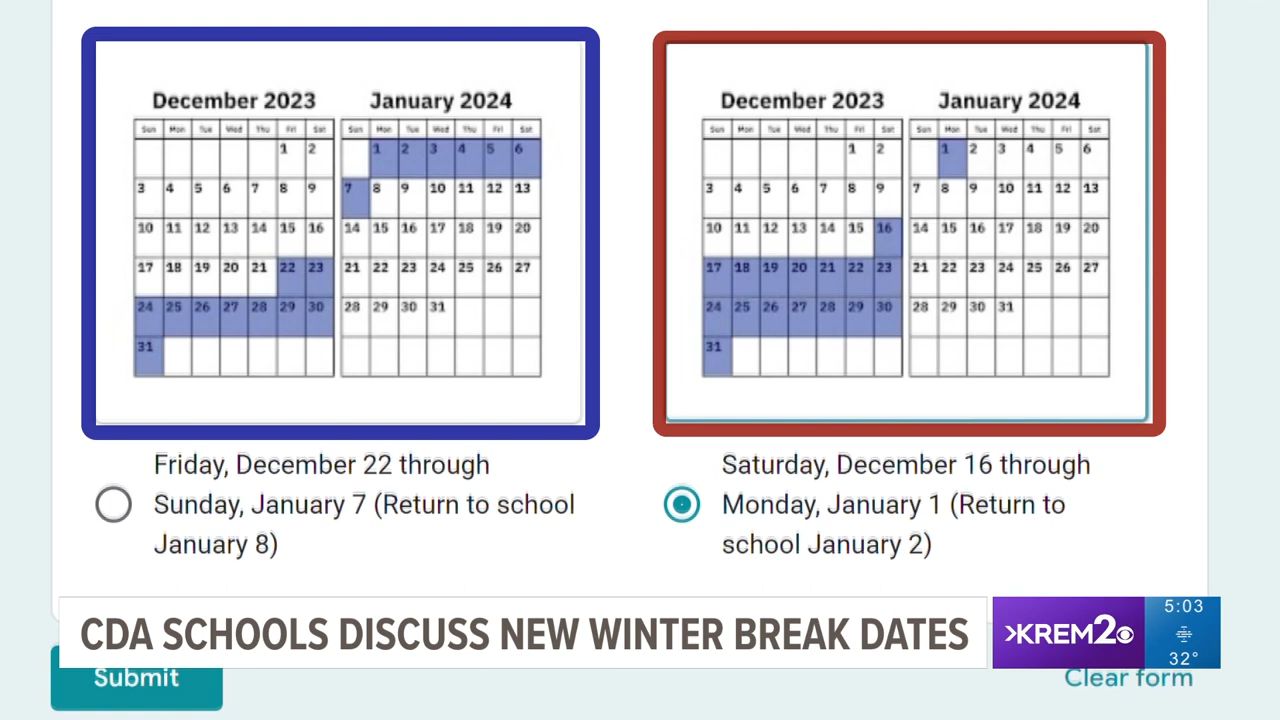 December 2023
Sun Mon Tue Wed Thu Fri Sat
1 2
3 4 5 6 7 8 9
10 11 12 13 14 15 16
17 18 19 20 21 22 23
24 25 26 27 28 29 30
31
January 2024
Sun Mon Tue Wed Thu Fri Sat
1 2 3 4 5 6
7 8 9 10 11 12 13
14 15 16 17 18 19 20
21 22 23 24 25 26 27
28 29 30 31
Friday, December 22 through
Sunday, January 7 (Return to school
January 8)
December 2023
Sun Mon Tue Wed Thu Fri Sat
1 2
3 4 5 6 7 8 9
10 11 12 13 14 15 16
17 18 19 20 21 22 23
24 25 26 27 28 29 30
31
January 2024
Sun Mon Tue Wed Thu Fri Sat
1 2 3 4 5 6
7 8 9 10 11 12 13
14 15 16 17 18 19 20
21 22 23 24 25 26 27
28 29 30 31
Saturday, December 16 through
Monday, January 1 (Return to
school January 2)
CDA SCHOOLS DISCUSS NEW WINTER BREAK DATES
KREM2
5:03
32°
Submit
Clear form